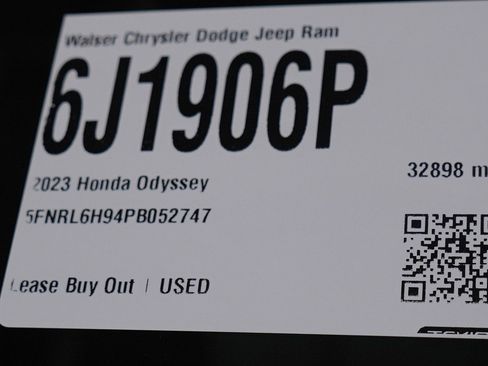 Walser Chrysler Dodge Jeep Ram
6J1906P
2023 Honda Odyssey
32898 m
5FNRL6H94PB052747
Lease Buy Out | USED